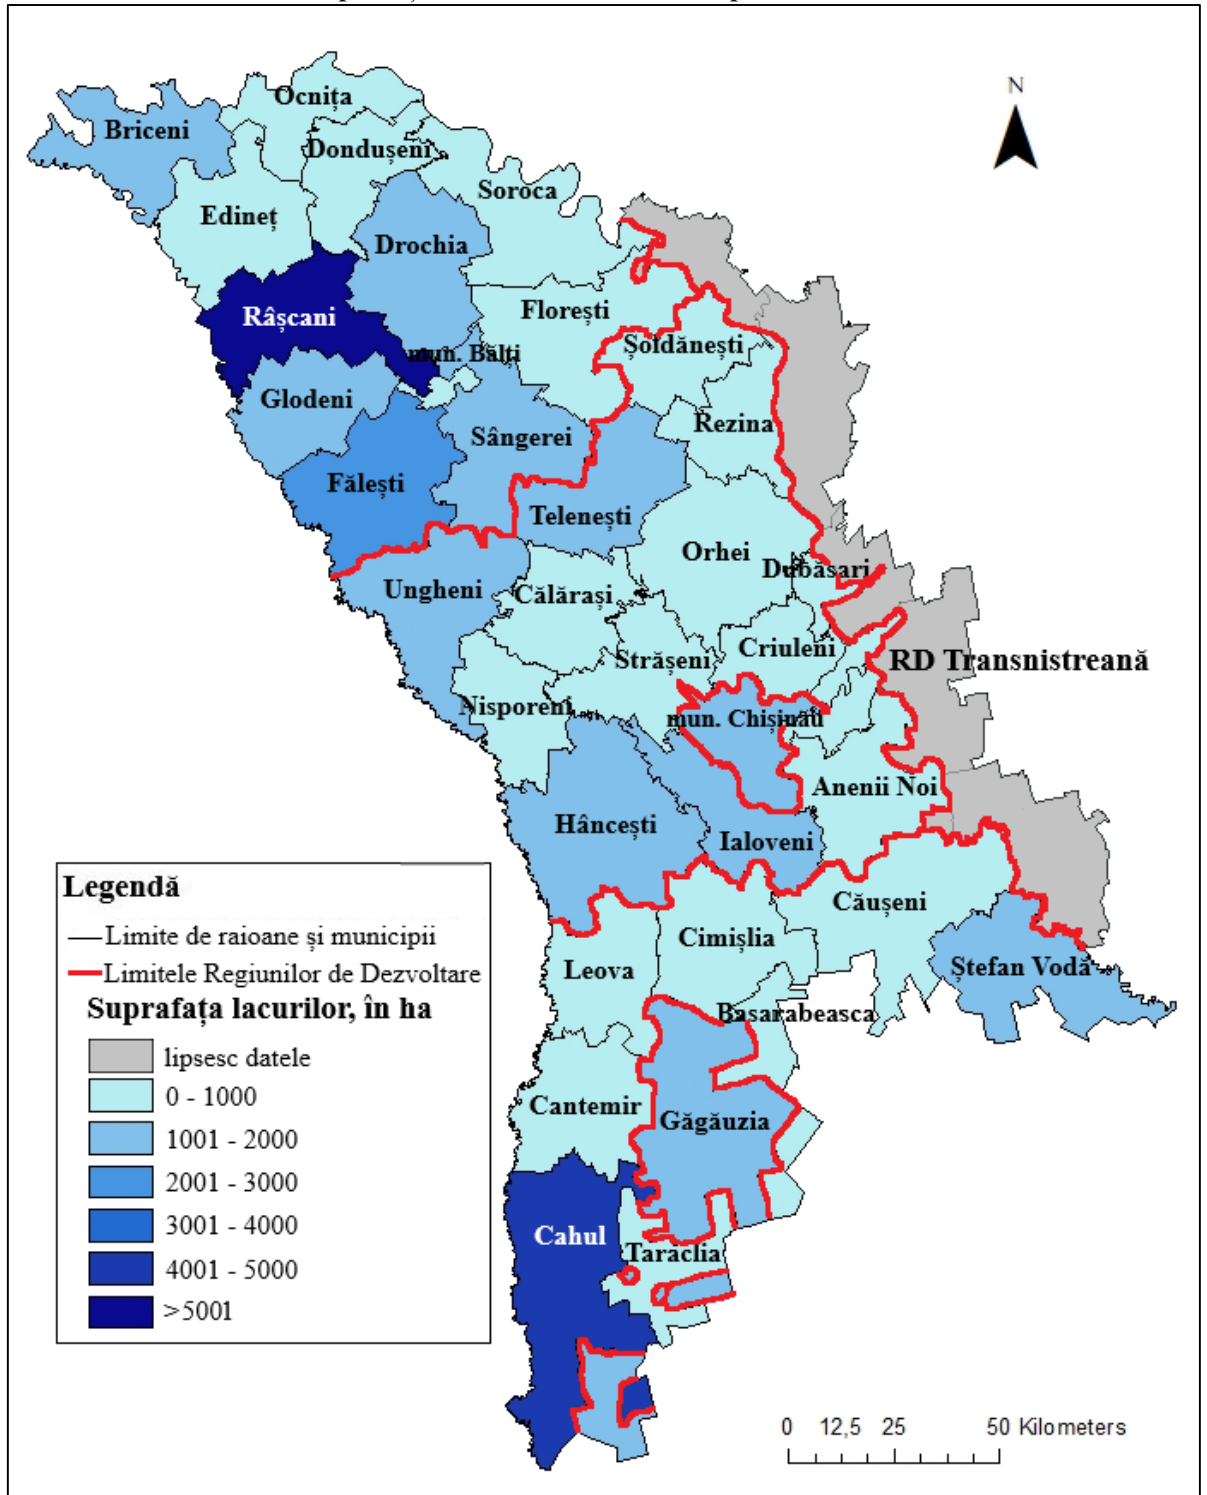 N
Ocnița
Briceni
Dondușeni
Soroca
Edineț
Drochia
Râșcani
Florești
Șoldănești
mun. Bălți
Glodeni
Rezina
Sângerei
Fălești
Telenești
Orhei
Dubăsari
Ungheni
Călărași
Criuleni
Strășeni
RD Transnistreană
Nisporeni
mun. Chișinău
Anenii Noi
Hâncești
Ialoveni
Căușeni
Cimișlia
Leova
Ștefan Vodă
Basarabeasca
Cantemir
Găgăuzia
Cahul
Taraclia
Legendă
Limite de raioane și municipii
Limitele Regiunilor de Dezvoltare
Suprafața lacurilor, în ha
lipsesc datele
0 - 1000
1001 - 2000
2001 - 3000
3001 - 4000
4001 - 5000
>5001
0 12,5 25 50 Kilometers